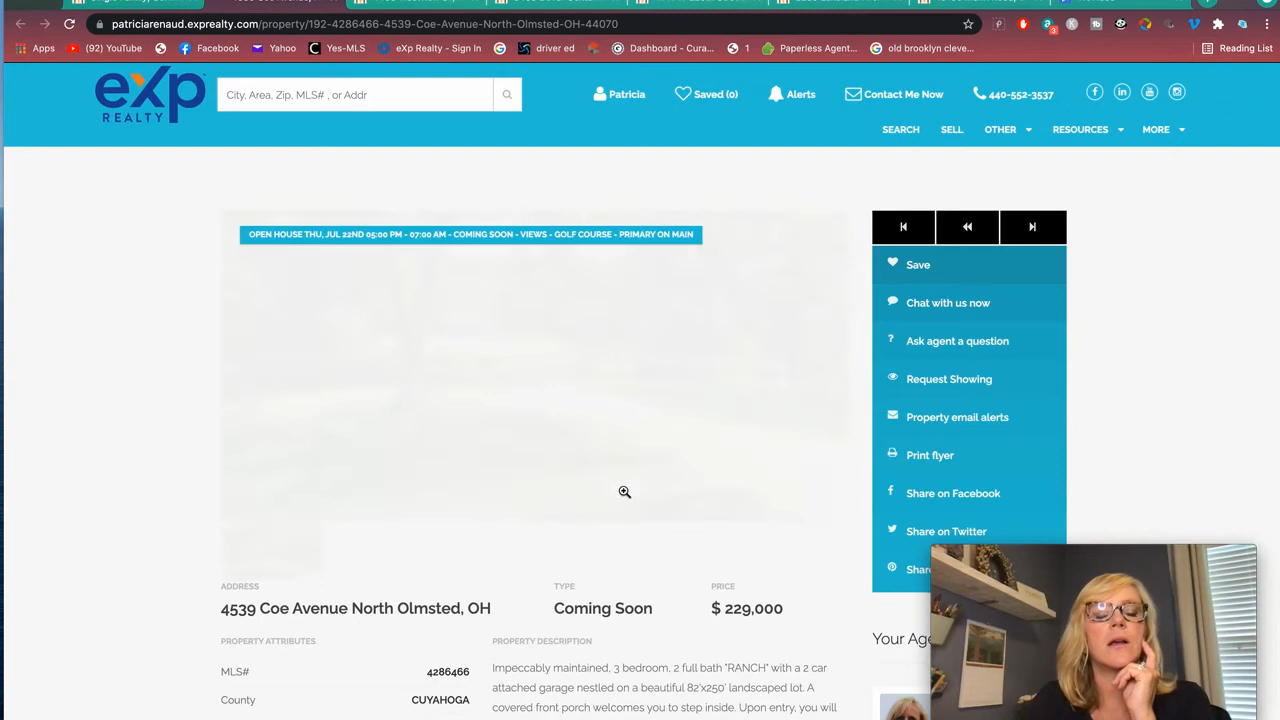 patriciarenaud.exprealty.com/property/192-4286466-4539-Coe-Avenue-North-Olmsted-OH-44070
Apps
(92) YouTube
Facebook
Yahoo
Yes-MLS
eXp Realty - Sign In
driver ed
Dashboard - Cura...
1
Paperless Agent...
old brooklyn cleve...
Reading List
eXp REALTY
City, Area, Zip, MLS# , or Addr
Patricia
Saved (0)
Alerts
Contact Me Now
440-552-3537
SEARCH
SELL
OTHER
RESOURCES
MORE
OPEN HOUSE THU, JUL 22ND 05:00 PM - 07:00 AM - COMING SOON - VIEWS - GOLF COURSE - PRIMARY ON MAIN
Save
Chat with us now
Ask agent a question
Request Showing
Property email alerts
Print flyer
Share on Facebook
Share on Twitter
ADDRESS
4539 Coe Avenue North Olmsted, OH
TYPE
Coming Soon
PRICE
$ 229,000
PROPERTY ATTRIBUTES
MLS# 4286466
County CUYAHOGA
PROPERTY DESCRIPTION
Impeccably maintained, 3 bedroom, 2 full bath "RANCH" with a 2 car
attached garage nestled on a beautiful 82'x250' landscaped lot. A
covered front porch welcomes you to step inside. Upon entry, you will
Your Age